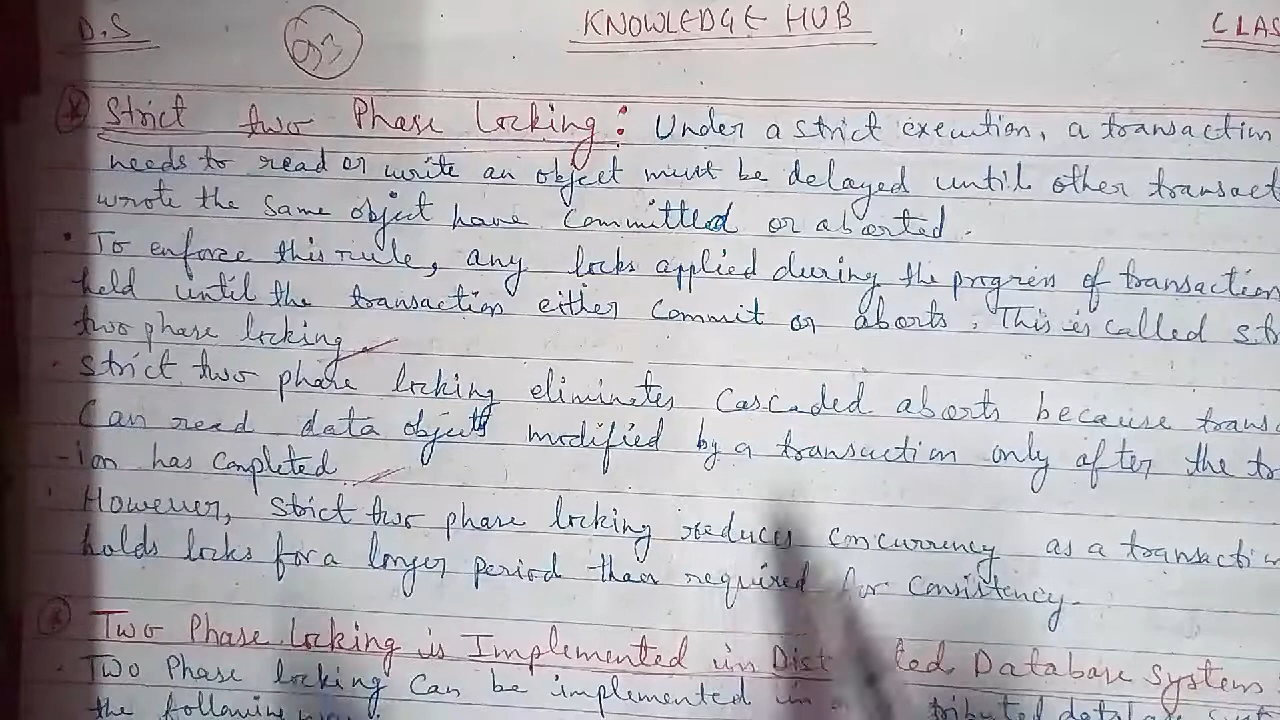 D.S KNOWLEDGE HUB CLAS
Strict two Phase Locking: Under a strict execution, a transaction
needs to read or write an object must be delayed until other transact
wrote the same object have committed or aborted.
To enforce this rule, any locks applied during the progress of transaction
held until the transaction either commit or aborts. This is called st
two phase locking
Strict two phase locking eliminates cascaded aborts because trans
can read data objects modified by a transaction only after the tr
-ion has completed
However, strict two phase locking reduces concurrency as a transaction
holds locks for a longer period than required for consistency.
Two Phase locking is Implemented in Dist ted Database System
Two Phase locking can be implemented in tributed database
the following